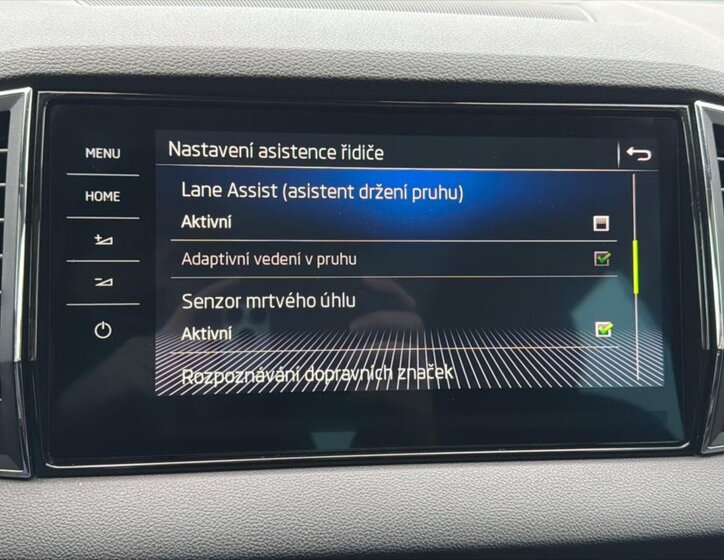 MENU
HOME
Nastavení asistence řidiče
Lane Assist (asistent držení pruhu)
Aktivní
Adaptivní vedení v pruhu
Senzor mrtvého úhlu
Aktivní
Rozpoznávání dopravních značek